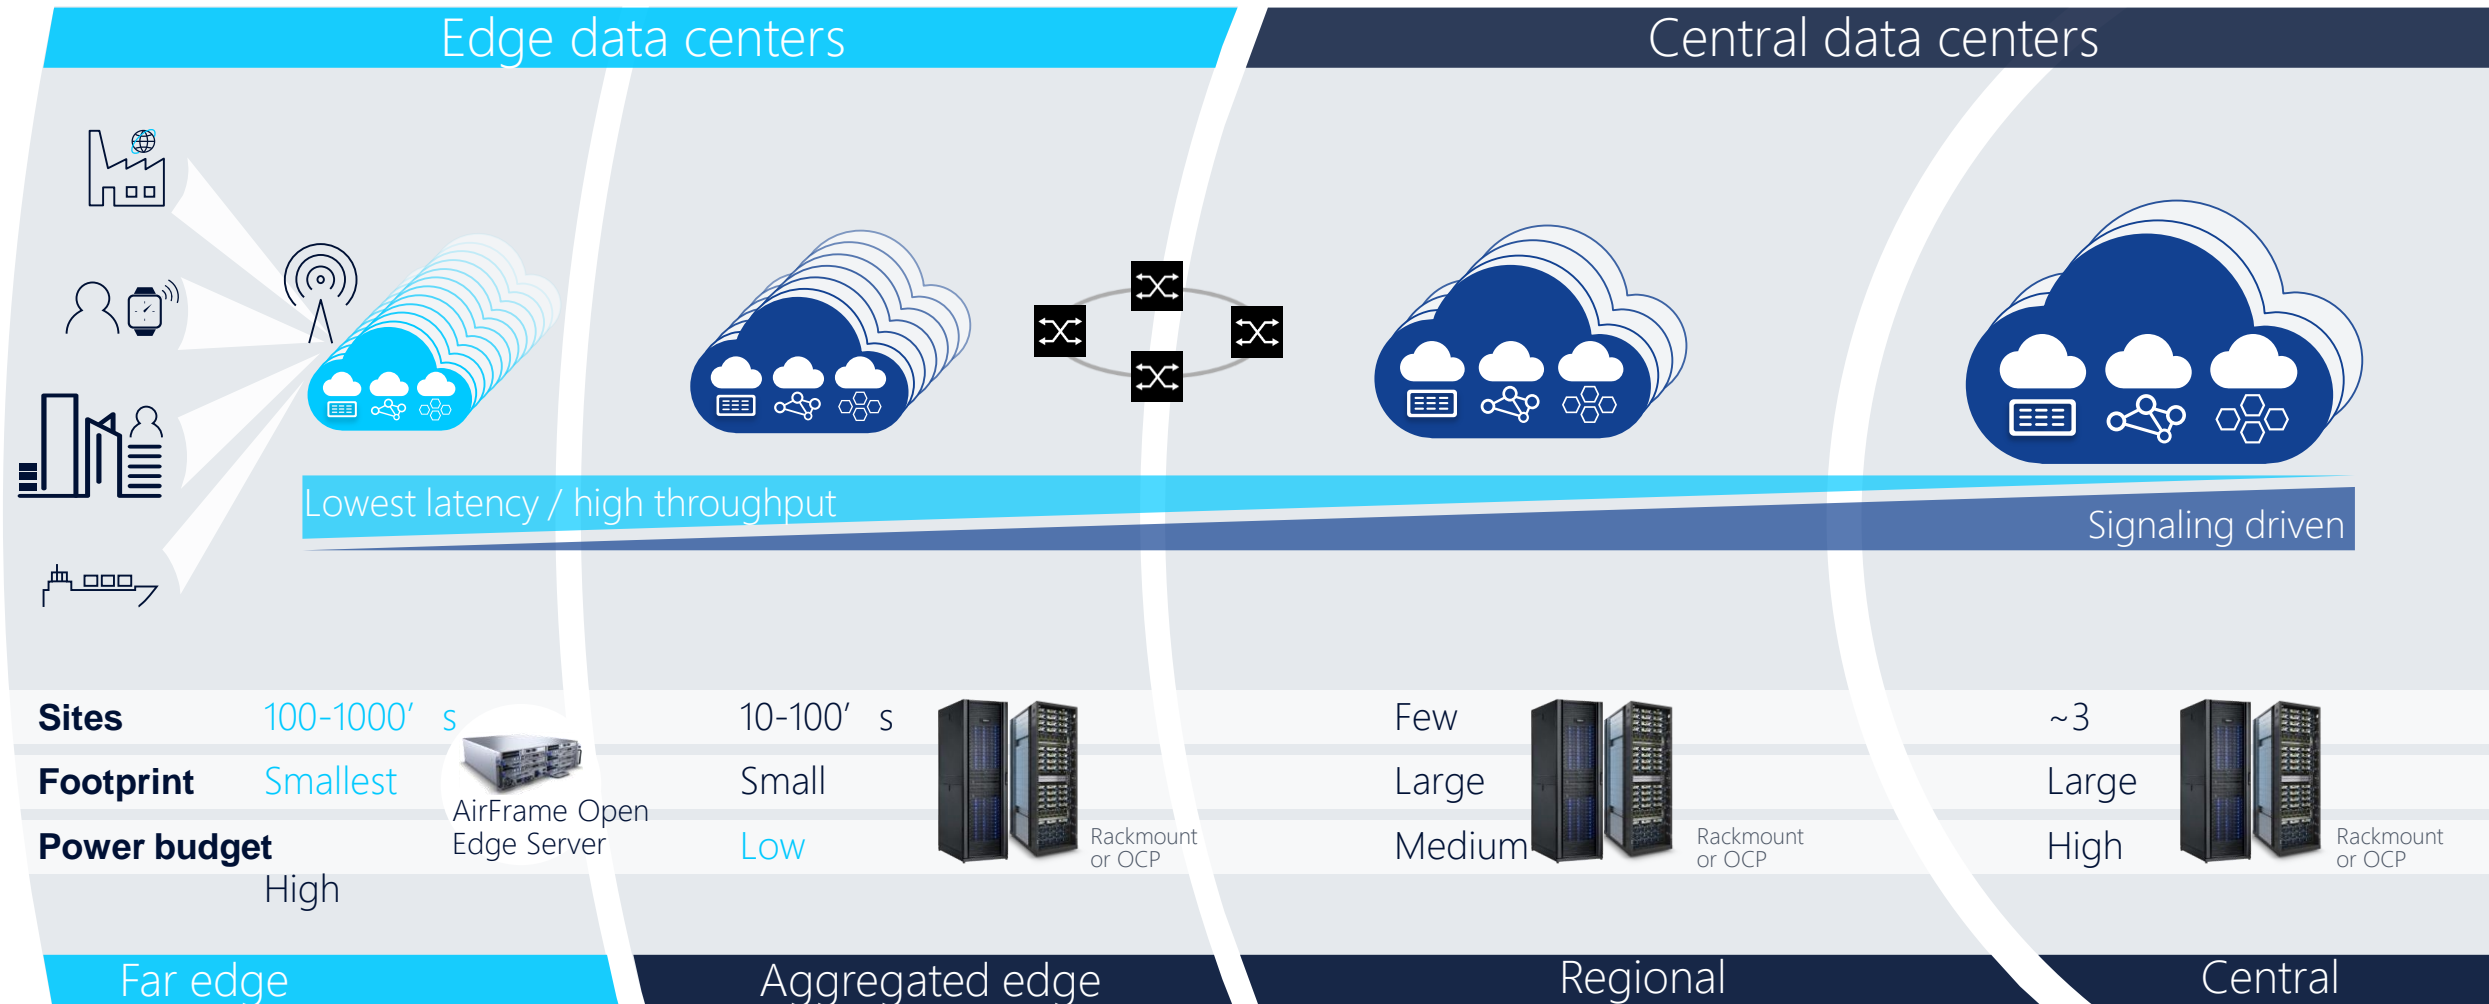 Edge data centers
Central data centers
Lowest latency / high throughput
Signaling driven
Sites 100-1000’ s 10-100’ s Few ~3
Footprint Smallest Small Large Large
AirFrame Open
Edge Server
Power budget Low Medium High
High
Rackmount
or OCP
Rackmount
or OCP
Rackmount
or OCP
Far edge
Aggregated edge
Regional
Central